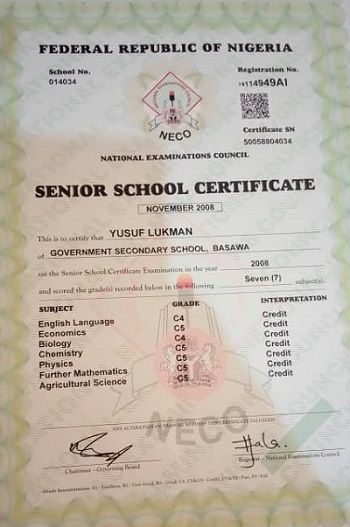 FEDERAL REPUBLIC OF NIGERIA
School No.
014034
Registration No.
114949AI
NECO
Certificate SN
50058804034
NATIONAL EXAMINATIONS COUNCIL
SENIOR SCHOOL CERTIFICATE
NOVEMBER 2008
This is to certify that YUSUF LUKMAN
of GOVERNMENT SECONDARY SCHOOL, BASAWA
sat the Senior School Certificate Examination in the year 2008
and scored the grade(s) recorded below in the following Seven (7) subject(s).
SUBJECT GRADE INTERPRETATION
English Language C4 Credit
Economics C5 Credit
Biology C4 Credit
Chemistry C5 Credit
Physics C5 Credit
Further Mathematics C5 Credit
Agricultural Science C5 Credit
NECO
Chairman - Governing Board
Registrar - National Examinations Council